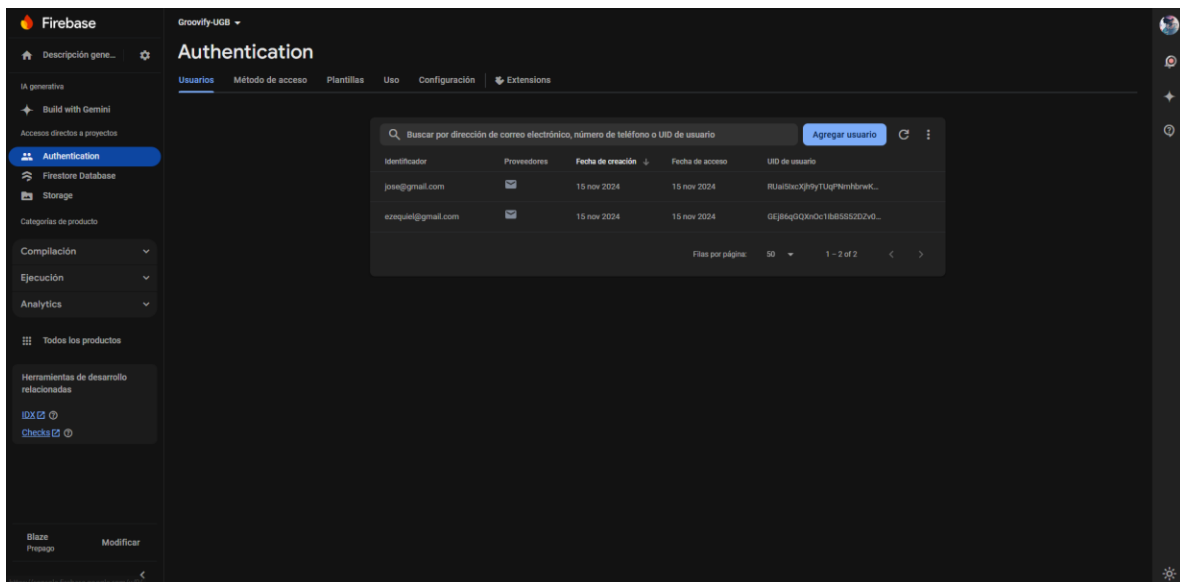 Firebase
Descripción gene...
IA generativa
Build with Gemini
Accesos directos a proyectos
Authentication
Firestore Database
Storage
Categorías de producto
Compilación
Ejecución
Analytics
Todos los productos
Herramientas de desarrollo
relacionadas
IDX
Checks
Blaze
Prepago
Modificar
Groovify-UGB
Authentication
Usuarios Método de acceso Plantillas Uso Configuración Extensions
Buscar por dirección de correo electrónico, número de teléfono o UID de usuario Agregar usuario
Identificador Proveedores Fecha de creación Fecha de acceso UID de usuario
jose@gmail.com 15 nov 2024 15 nov 2024
ezequiel@gmail.com 15 nov 2024 15 nov 2024
Filas por página: 50 1 – 2 of 2